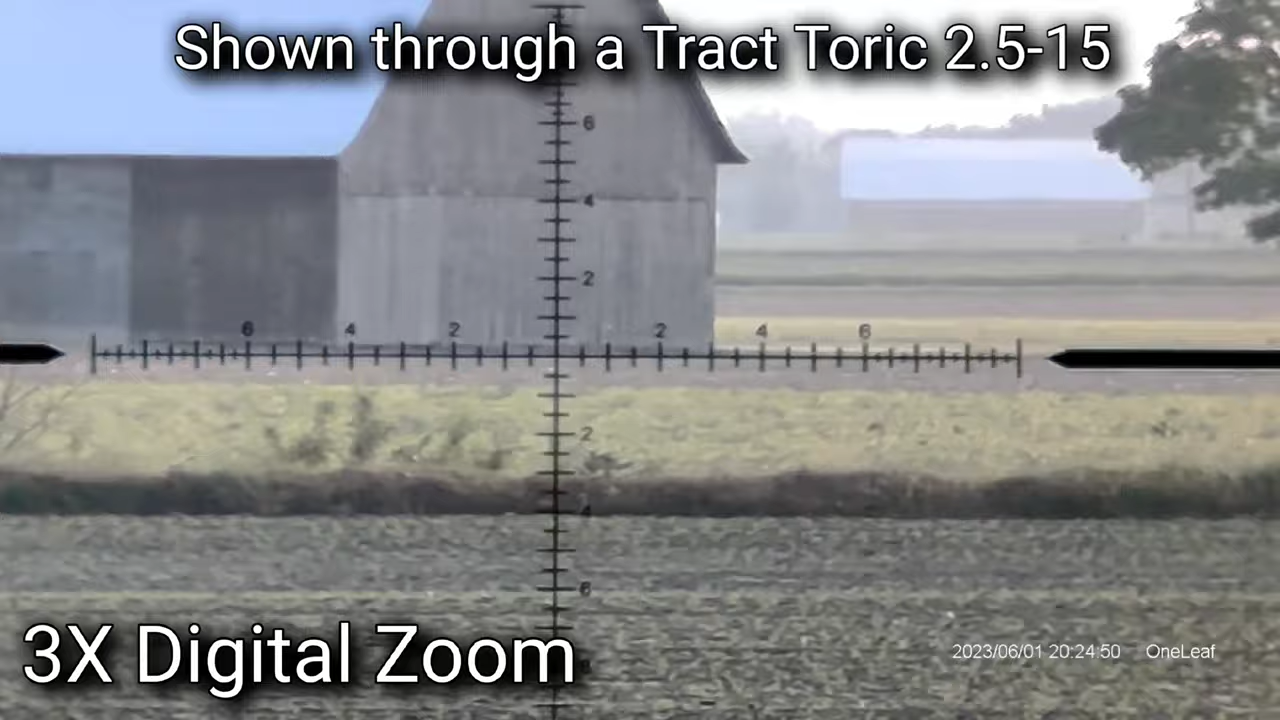 Shown through a Tract Toric 2.5-15
6
4
2
6 4 2 2 4 6
2
4
6
8
3X Digital Zoom
2023/06/01 20:24:50 OneLeaf